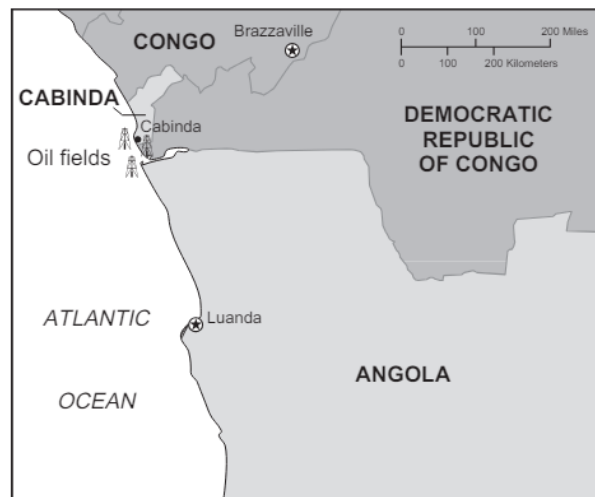 CONGO
Brazzaville
0 100 200 Miles
0 100 200 Kilometers
CABINDA
Cabinda
Oil fields
DEMOCRATIC
REPUBLIC
OF CONGO
ATLANTIC
OCEAN
Luanda
ANGOLA